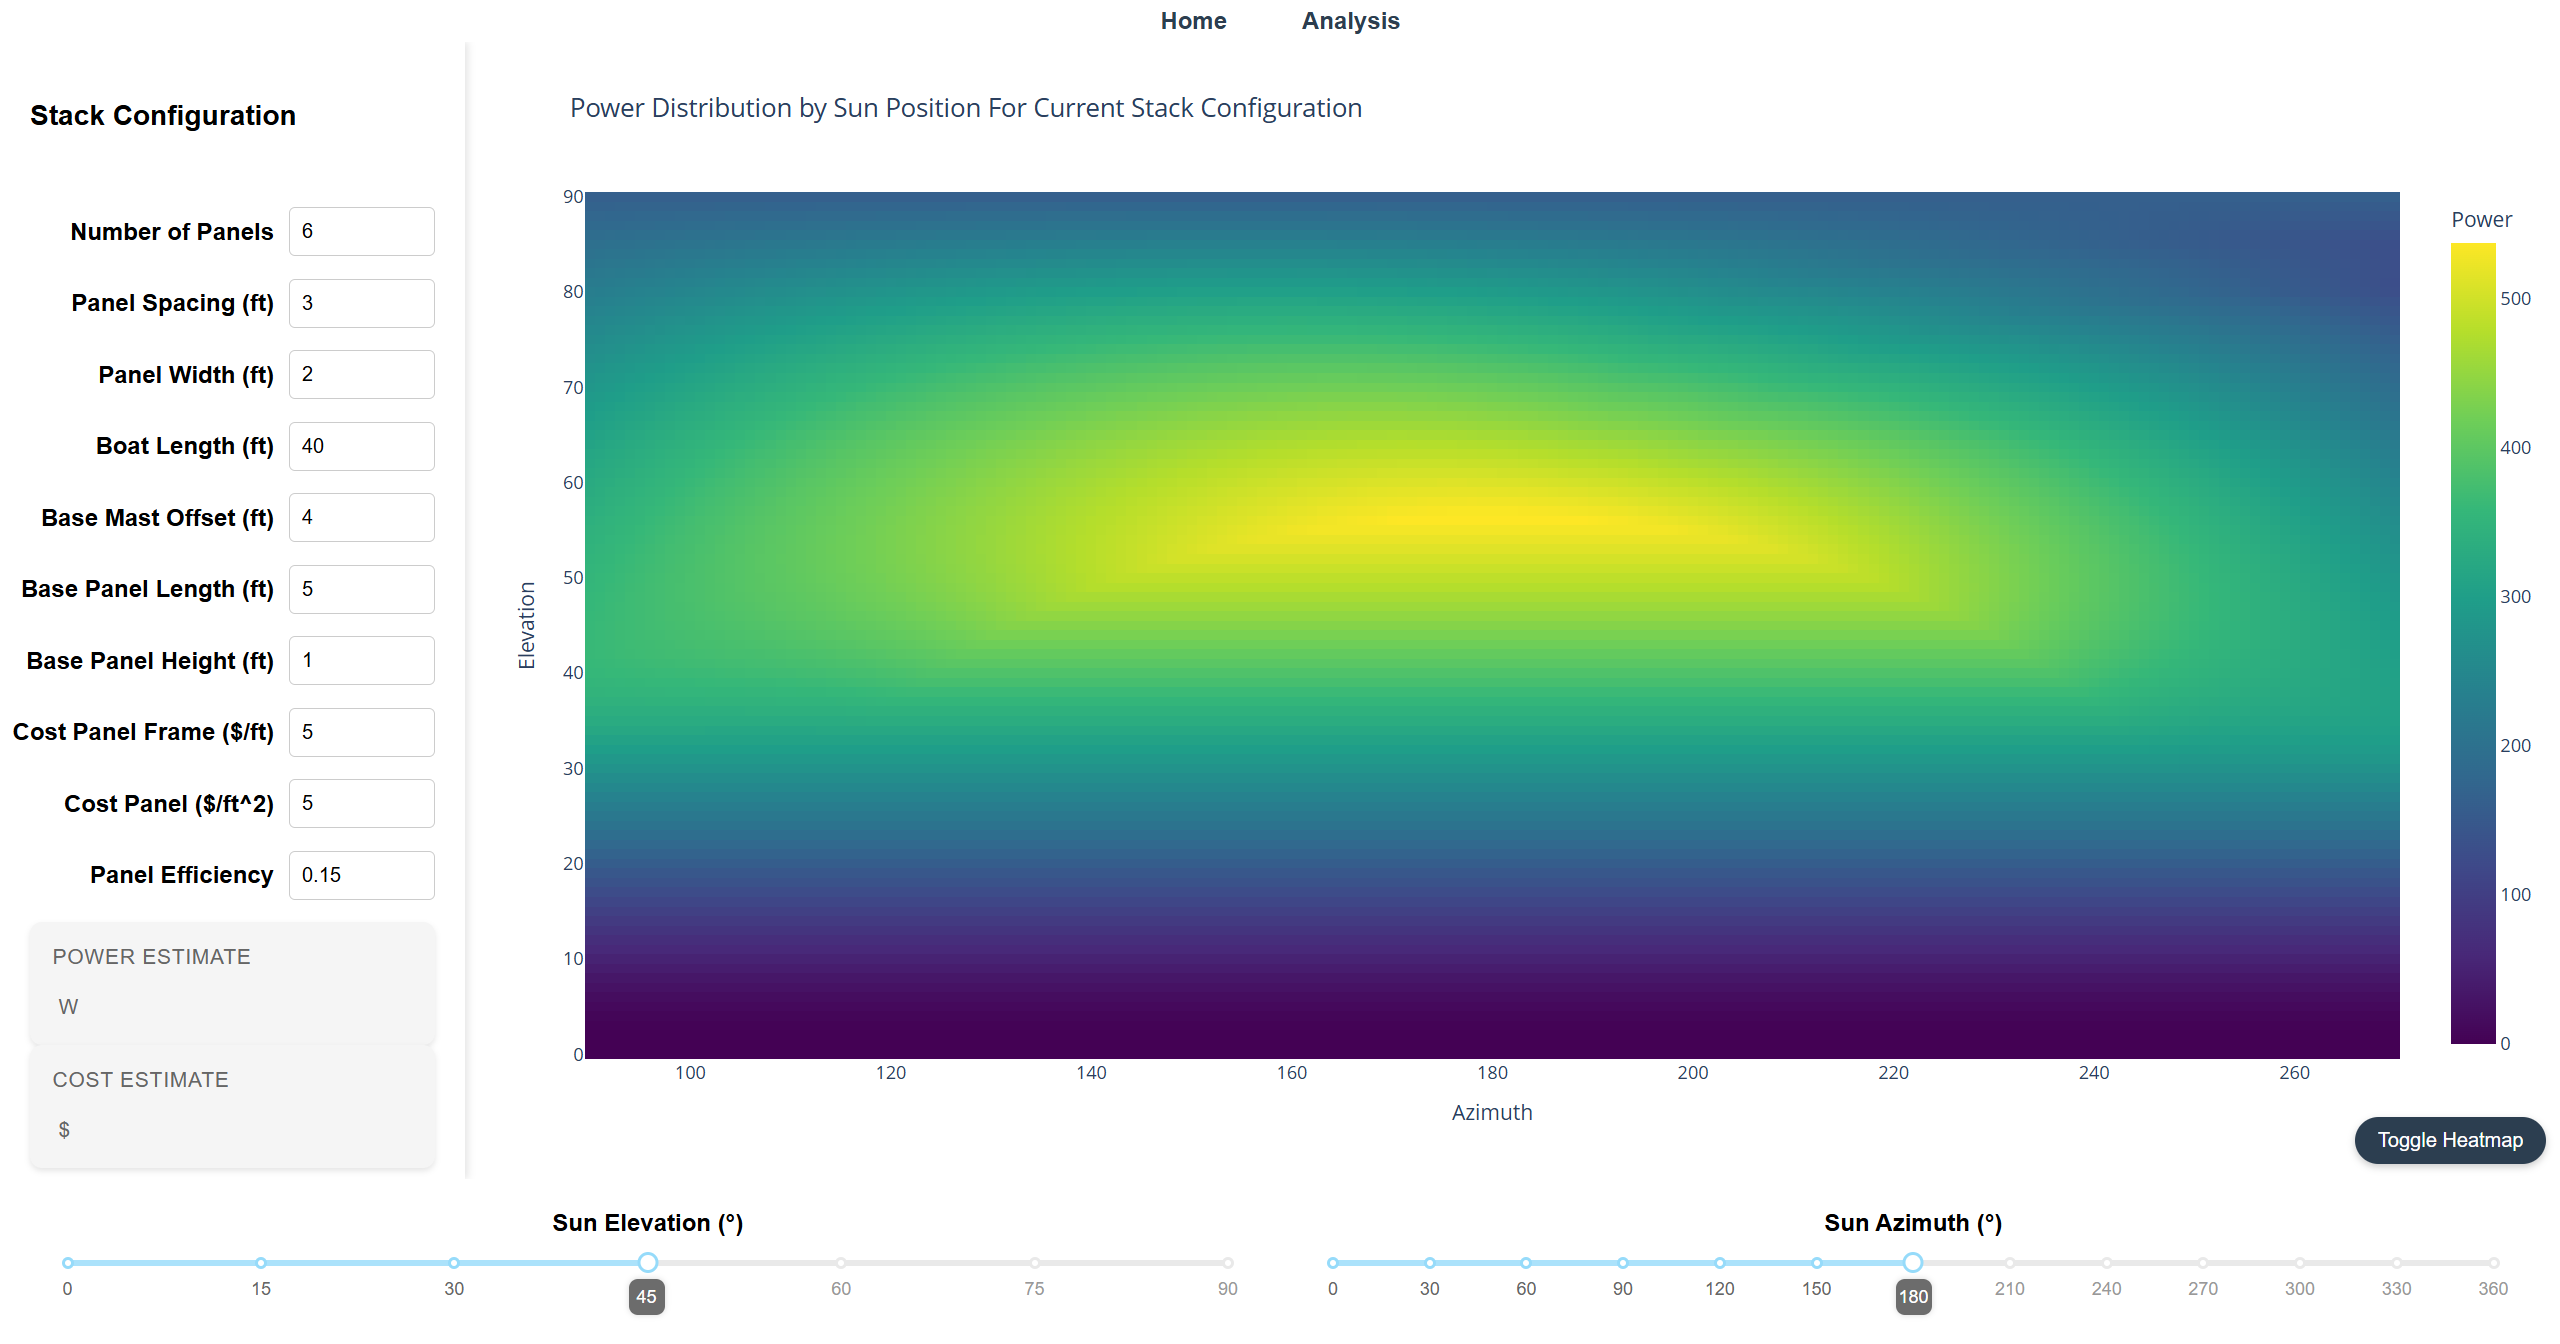 Home Analysis
Stack Configuration
Number of Panels 6
Panel Spacing (ft) 3
Panel Width (ft) 2
Boat Length (ft) 40
Base Mast Offset (ft) 4
Base Panel Length (ft) 5
Base Panel Height (ft) 1
Cost Panel Frame ($/ft) 5
Cost Panel ($/ft^2) 5
Panel Efficiency 0.15
POWER ESTIMATE
W
COST ESTIMATE
$
Power Distribution by Sun Position For Current Stack Configuration
Elevation
90
80
70
60
50
40
30
20
10
0
100 120 140 160 180 200 220 240 260
Azimuth
Power
500
400
300
200
100
0
Toggle Heatmap
Sun Elevation (°)
0 15 30 45 60 75 90
Sun Azimuth (°)
0 30 60 90 120 150 180 210 240 270 300 330 360